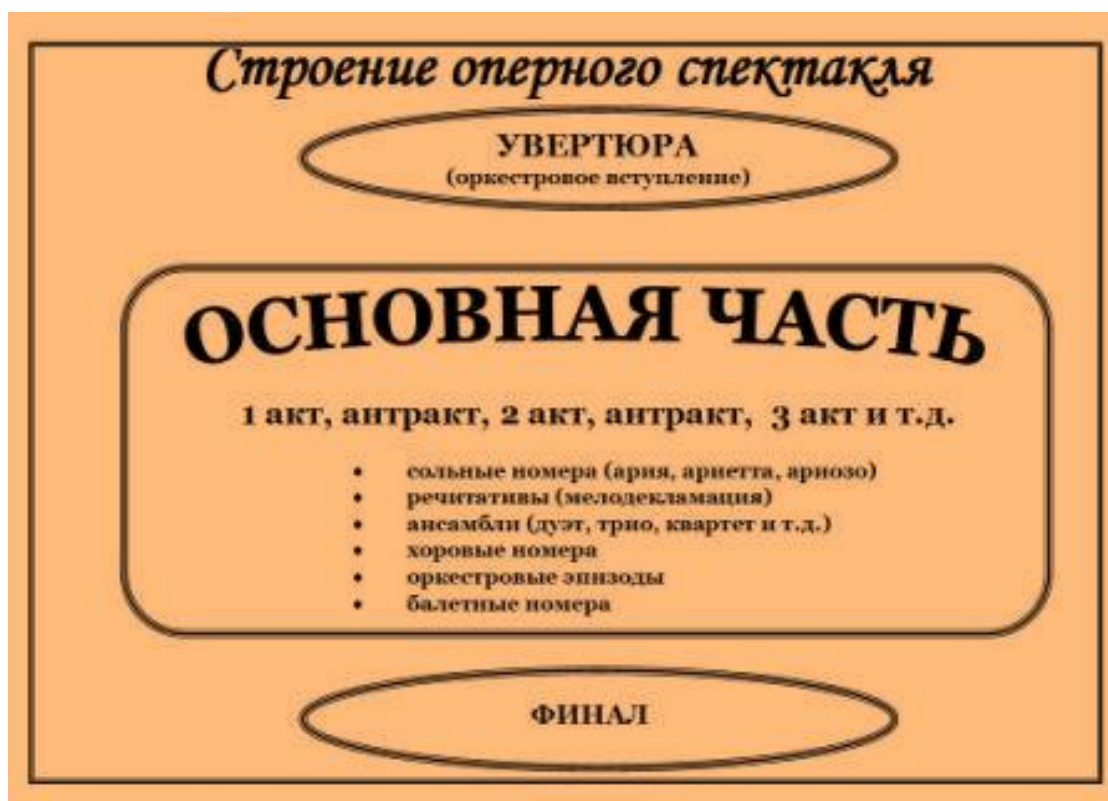 Строение оперного спектакля
УВЕРТЮРА
(оркестровое вступление)
ОСНОВНАЯ ЧАСТЬ
1 акт, антракт, 2 акт, антракт, 3 акт и т.д.
• сольные номера (ария, ариетта, ариозо)
• речитативы (мелодекламация)
• ансамбли (дуэт, трио, квартет и т.д.)
• хоровые номера
• оркестровые эпизоды
• балетные номера
ФИНАЛ